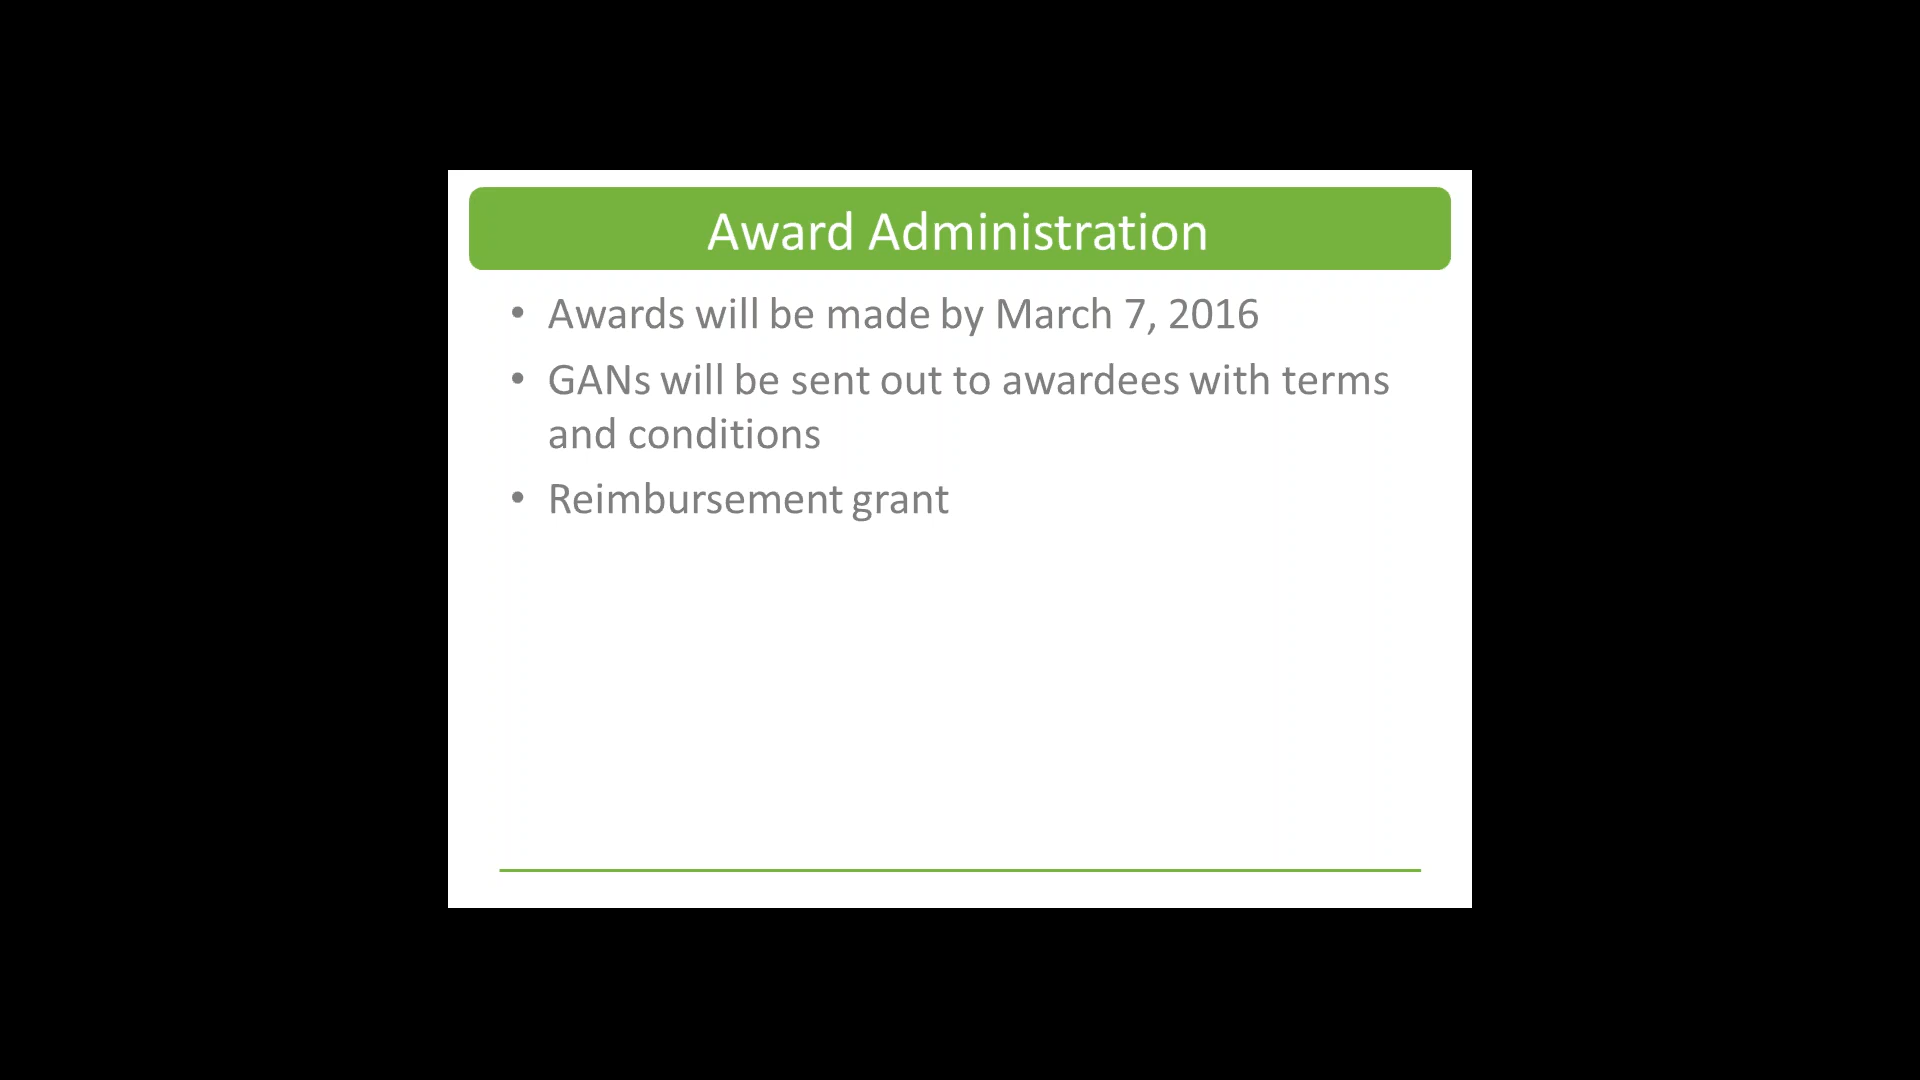 Award Administration
• Awards will be made by March 7, 2016
• GANs will be sent out to awardees with terms
and conditions
• Reimbursement grant